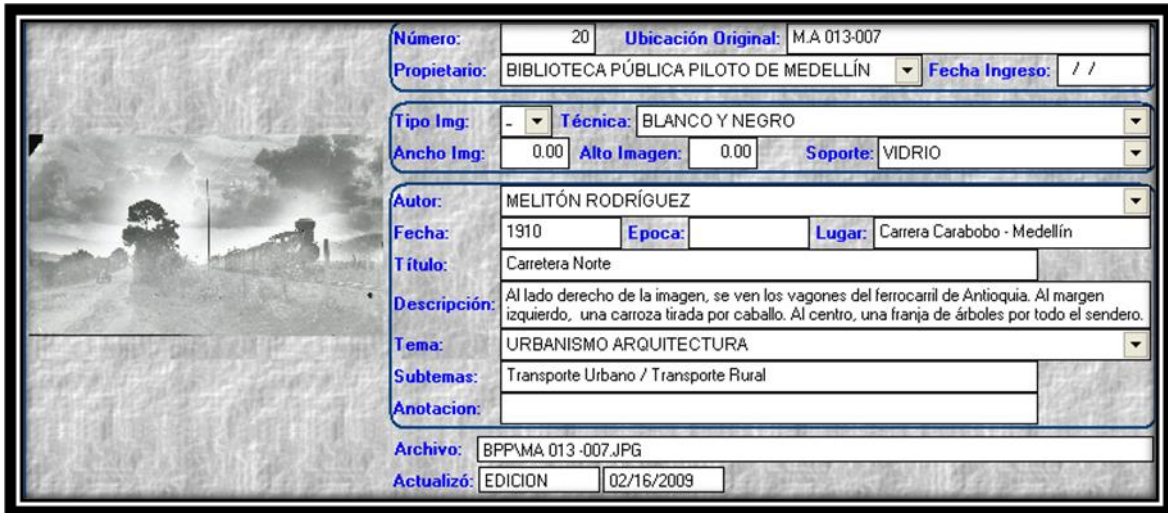 Número: 20 Ubicación Original: M.A 013-007
Propietario: BIBLIOTECA PÚBLICA PILOTO DE MEDELLÍN Fecha Ingreso: / /
Tipo Img: - Técnica: BLANCO Y NEGRO
Ancho Img: 0.00 Alto Imagen: 0.00 Soporte: VIDRIO
Autor: MELITÓN RODRÍGUEZ
Fecha: 1910 Epoca: Lugar: Carrera Carabobo - Medellín
Título: Carretera Norte
Descripción: Al lado derecho de la imagen, se ven los vagones del ferrocarril de Antioquia. Al margen
izquierdo, una carroza tirada por caballo. Al centro, una franja de árboles por todo el sendero.
Tema: URBANISMO ARQUITECTURA
Subtemas: Transporte Urbano / Transporte Rural
Anotacion:
Archivo: BPP\MA 013 -007.JPG
Actualizó: EDICION 02/16/2009